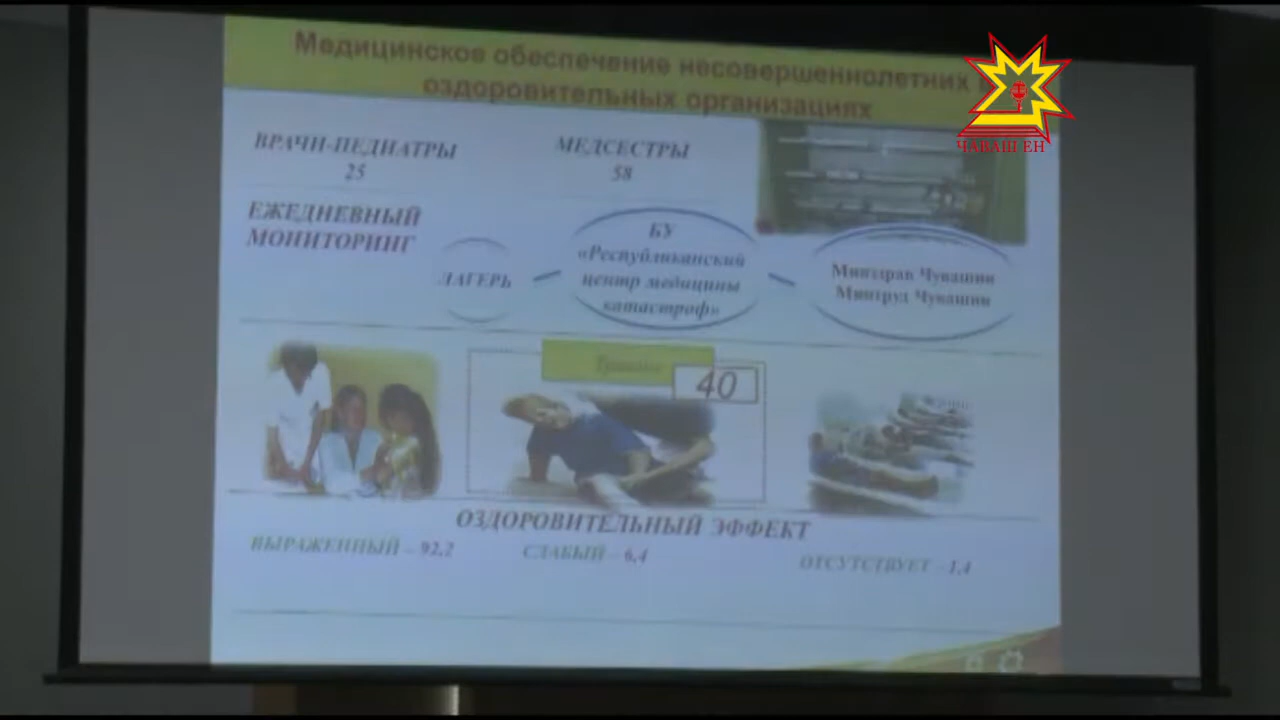 Медицинское обеспечение несовершеннолетних в
оздоровительных организациях
ЧАВАШ ЕН
ВРАЧИ-ПЕДИАТРЫ
25
МЕДСЕСТРЫ
58
ЕЖЕДНЕВНЫЙ
МОНИТОРИНГ
ЛАГЕРЬ
БУ
«Республиканский
центр медицины
катастроф»
Минздрав Чувашии
Минтруд Чувашии
40
ОЗДОРОВИТЕЛЬНЫЙ ЭФФЕКТ
ВЫРАЖЕННЫЙ – 92,2
СЛАБЫЙ – 6,4
ОТСУТСТВУЕТ – 1,4